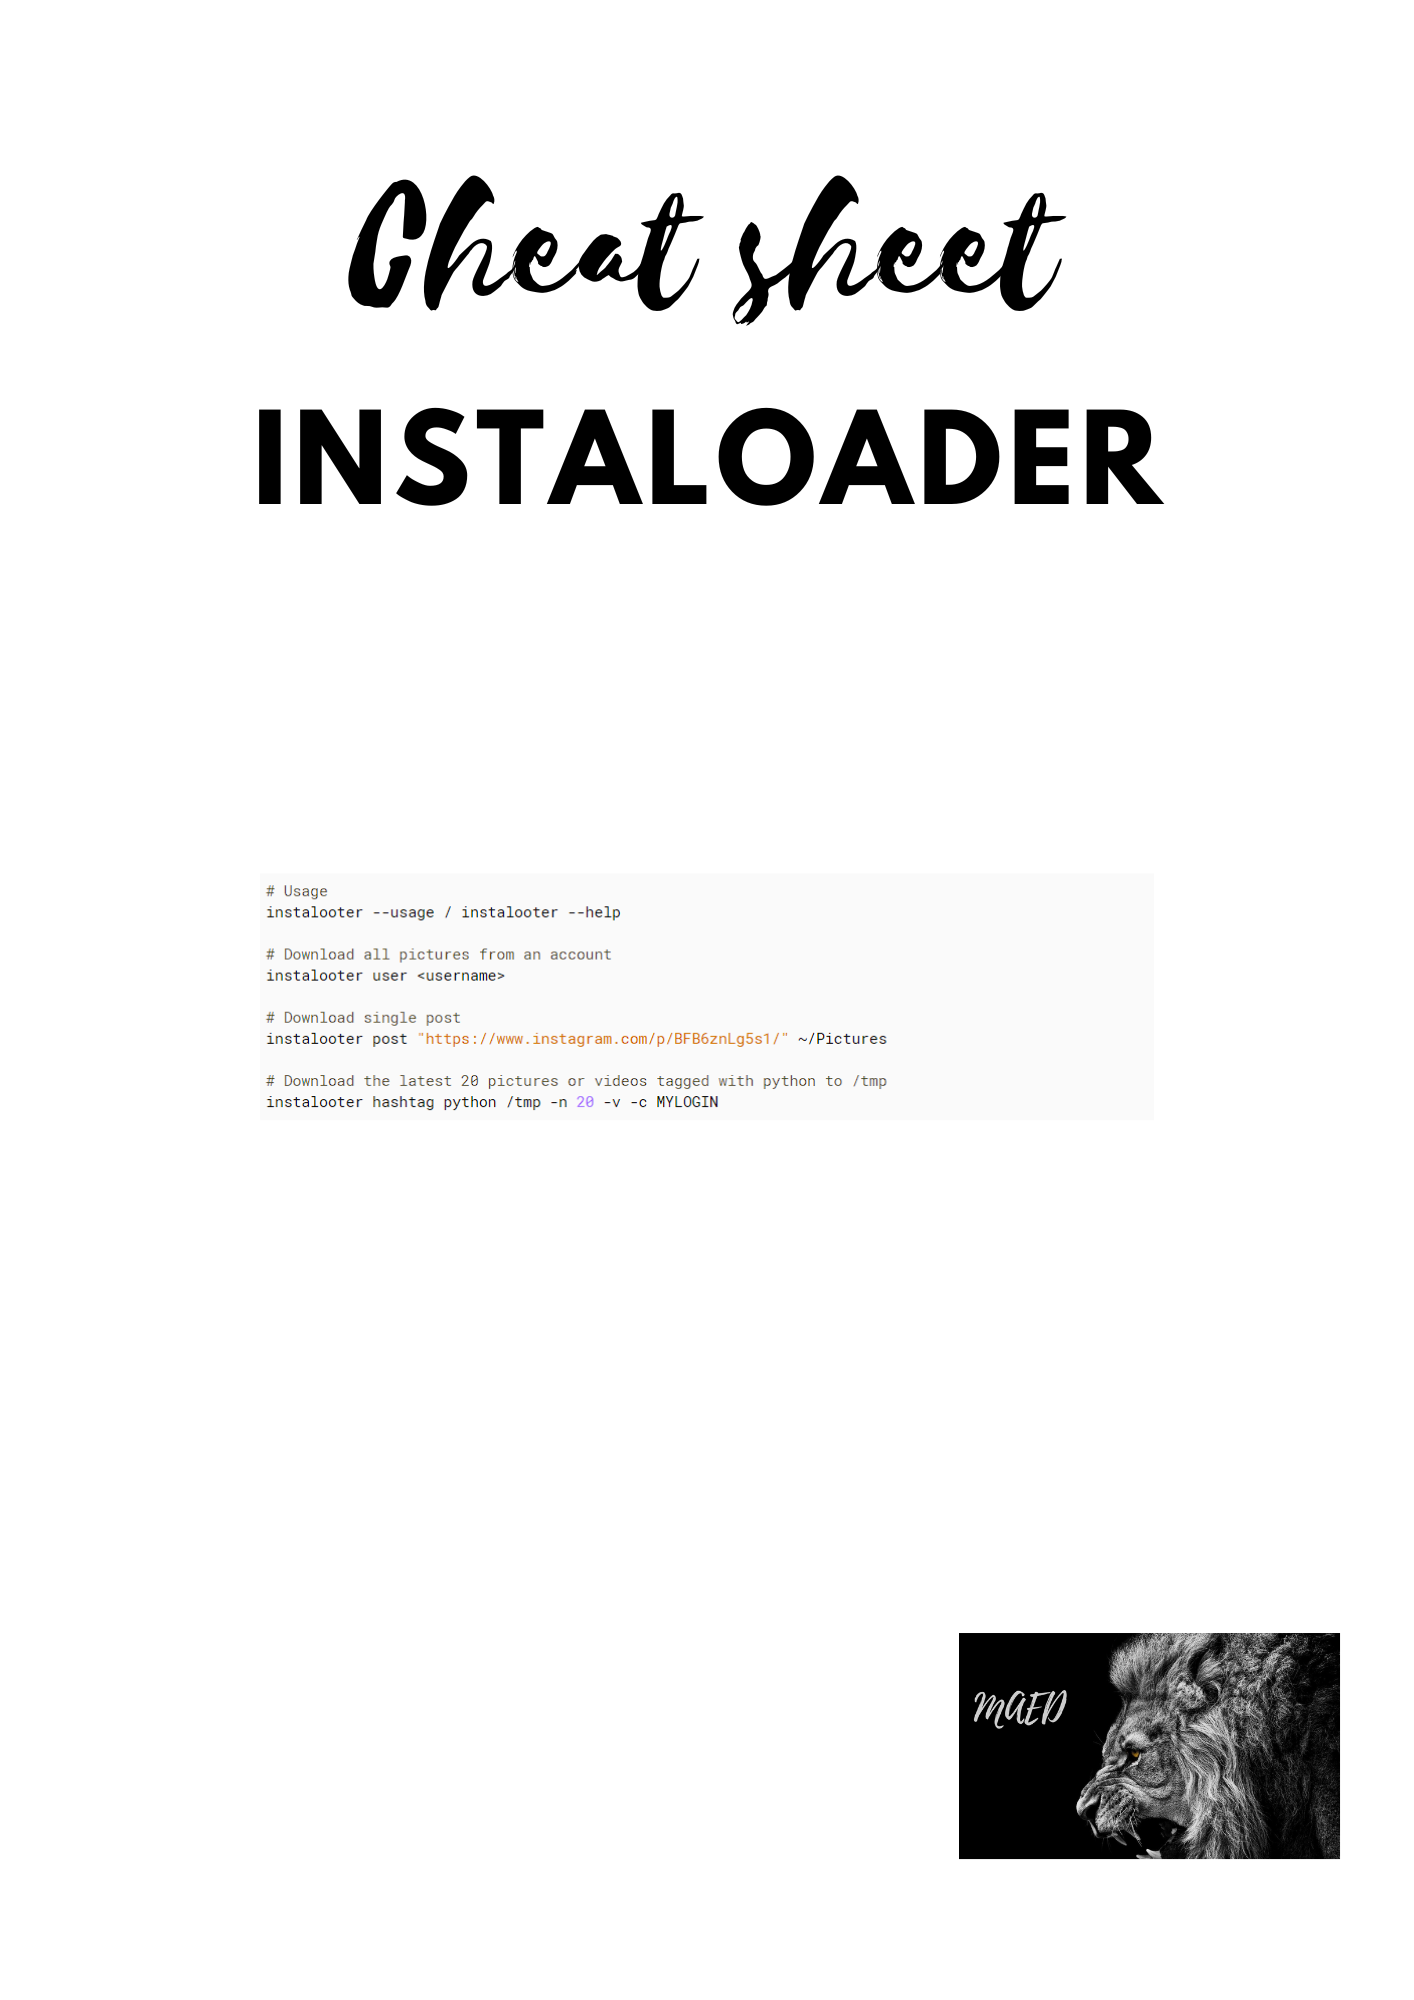 Cheat sheet
INSTALOADER
# Usage
instalooter --usage / instalooter --help
# Download all pictures from an account
instalooter user <username>
# Download single post
instalooter post "https://www.instagram.com/p/BFB6znLg5s1/" ~/Pictures
# Download the latest 20 pictures or videos tagged with python to /tmp
instalooter hashtag python /tmp -n 20 -v -c MYLOGIN
MAED